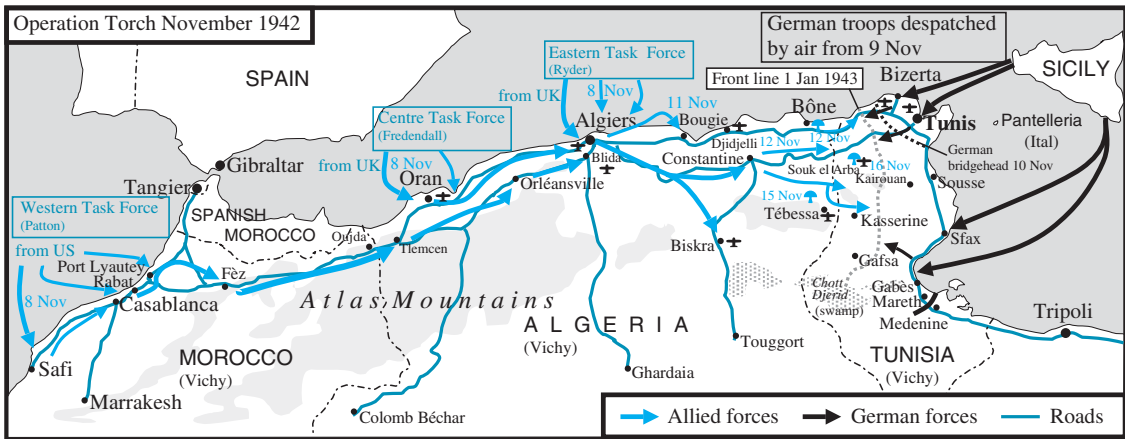 Operation Torch November 1942
German troops despatched
by air from 9 Nov
SPAIN
SICILY
Eastern Task Force
(Ryder)
from UK
8 Nov
Front line 1 Jan 1943
Bizerta
Centre Task Force
(Fredendall)
from UK
8 Nov
Algiers
11 Nov
Bougie
Bône
Tunis
Pantelleria
(Ital)
Djidjelli
12 Nov
12 Nov
German
bridgehead 10 Nov
Gibraltar
Oran
Blida
Constantine
Souk el Arba
16 Nov
Kairouan
Sousse
Tangier
Orléansville
15 Nov
Western Task Force
(Patton)
SPANISH
MOROCCO
Tébessa
Kasserine
Oujda
Tlemcen
Biskra
Sfax
from US
Port Lyautey
Rabat
Fèz
Gafsa
8 Nov
Casablanca
Atlas Mountains
Chott
Djerid
(swamp)
Gabès
Mareth
Medenine
Tripoli
ALGERIA
(Vichy)
Touggort
MOROCCO
(Vichy)
TUNISIA
(Vichy)
Safi
Ghardaia
Marrakesh
Colomb Béchar
Allied forces
German forces
Roads